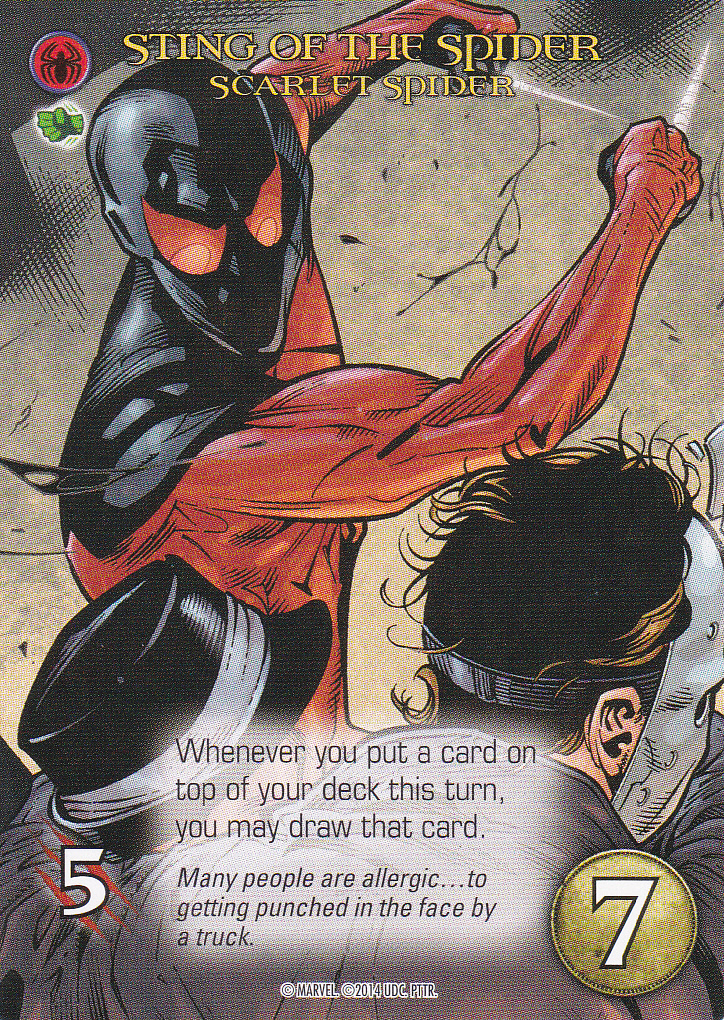 STING OF THE SPIDER
SCARLET SPIDER
Whenever you put a card on
top of your deck this turn,
you may draw that card.
Many people are allergic...to
getting punched in the face by
a truck.
5
7
© MARVEL. ©2014 UDC. PTTR.